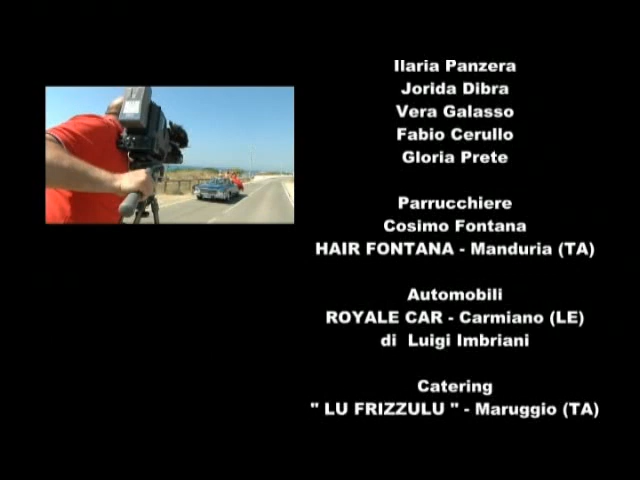 Ilaria Panzera
Jorida Dibra
Vera Galasso
Fabio Cerullo
Gloria Prete
Parrucchiere
Cosimo Fontana
HAIR FONTANA - Manduria (TA)
Automobili
ROYALE CAR - Carmiano (LE)
di Luigi Imbriani
Catering
" LU FRIZZULU " - Maruggio (TA)